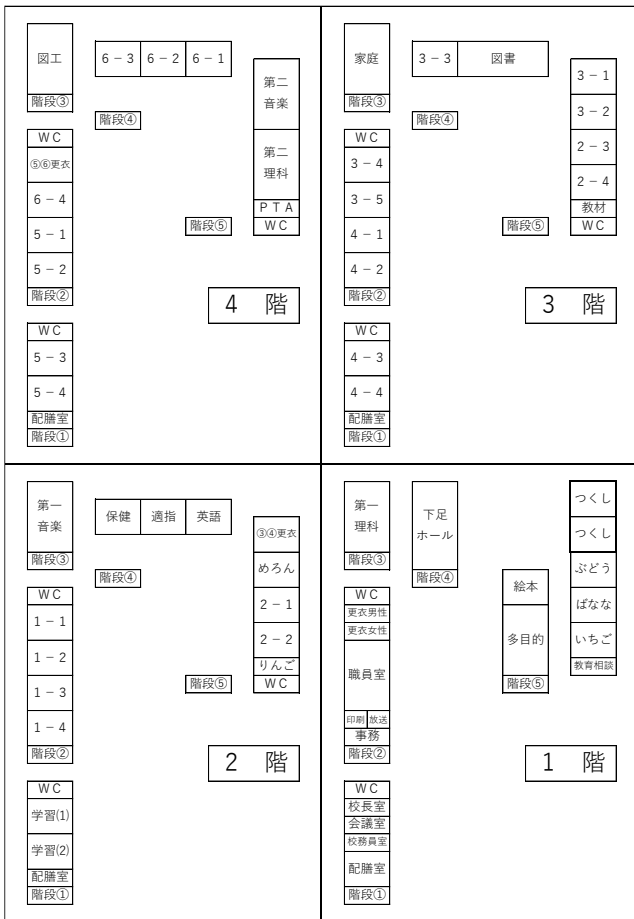 図工
階段③
6-3 6-2 6-1
階段④
第二
音楽
第二
理科
PTA
WC
WC
⑤⑥更衣
6-4
5-1
5-2
階段②
階段⑤
4 階
WC
5-3
5-4
配膳室
階段①
家庭
階段③
3-3 図書
階段④
3-1
3-2
2-3
2-4
教材
WC
WC
3-4
3-5
4-1
4-2
階段②
階段⑤
3 階
WC
4-3
4-4
配膳室
階段①
第一
音楽
階段③
保健 適指 英語
階段④
③④更衣
めろん
2-1
2-2
りんご
WC
WC
1-1
1-2
1-3
1-4
階段②
階段⑤
2 階
WC
学習(1)
学習(2)
配膳室
階段①
第一
理科
階段③
下足
ホール
階段④
つくし
つくし
ぶどう
ばなな
いちご
教育相談
絵本
多目的
階段⑤
WC
更衣男性
更衣女性
職員室
印刷 放送
事務
階段②
1 階
WC
校長室
会議室
校務員室
配膳室
階段①